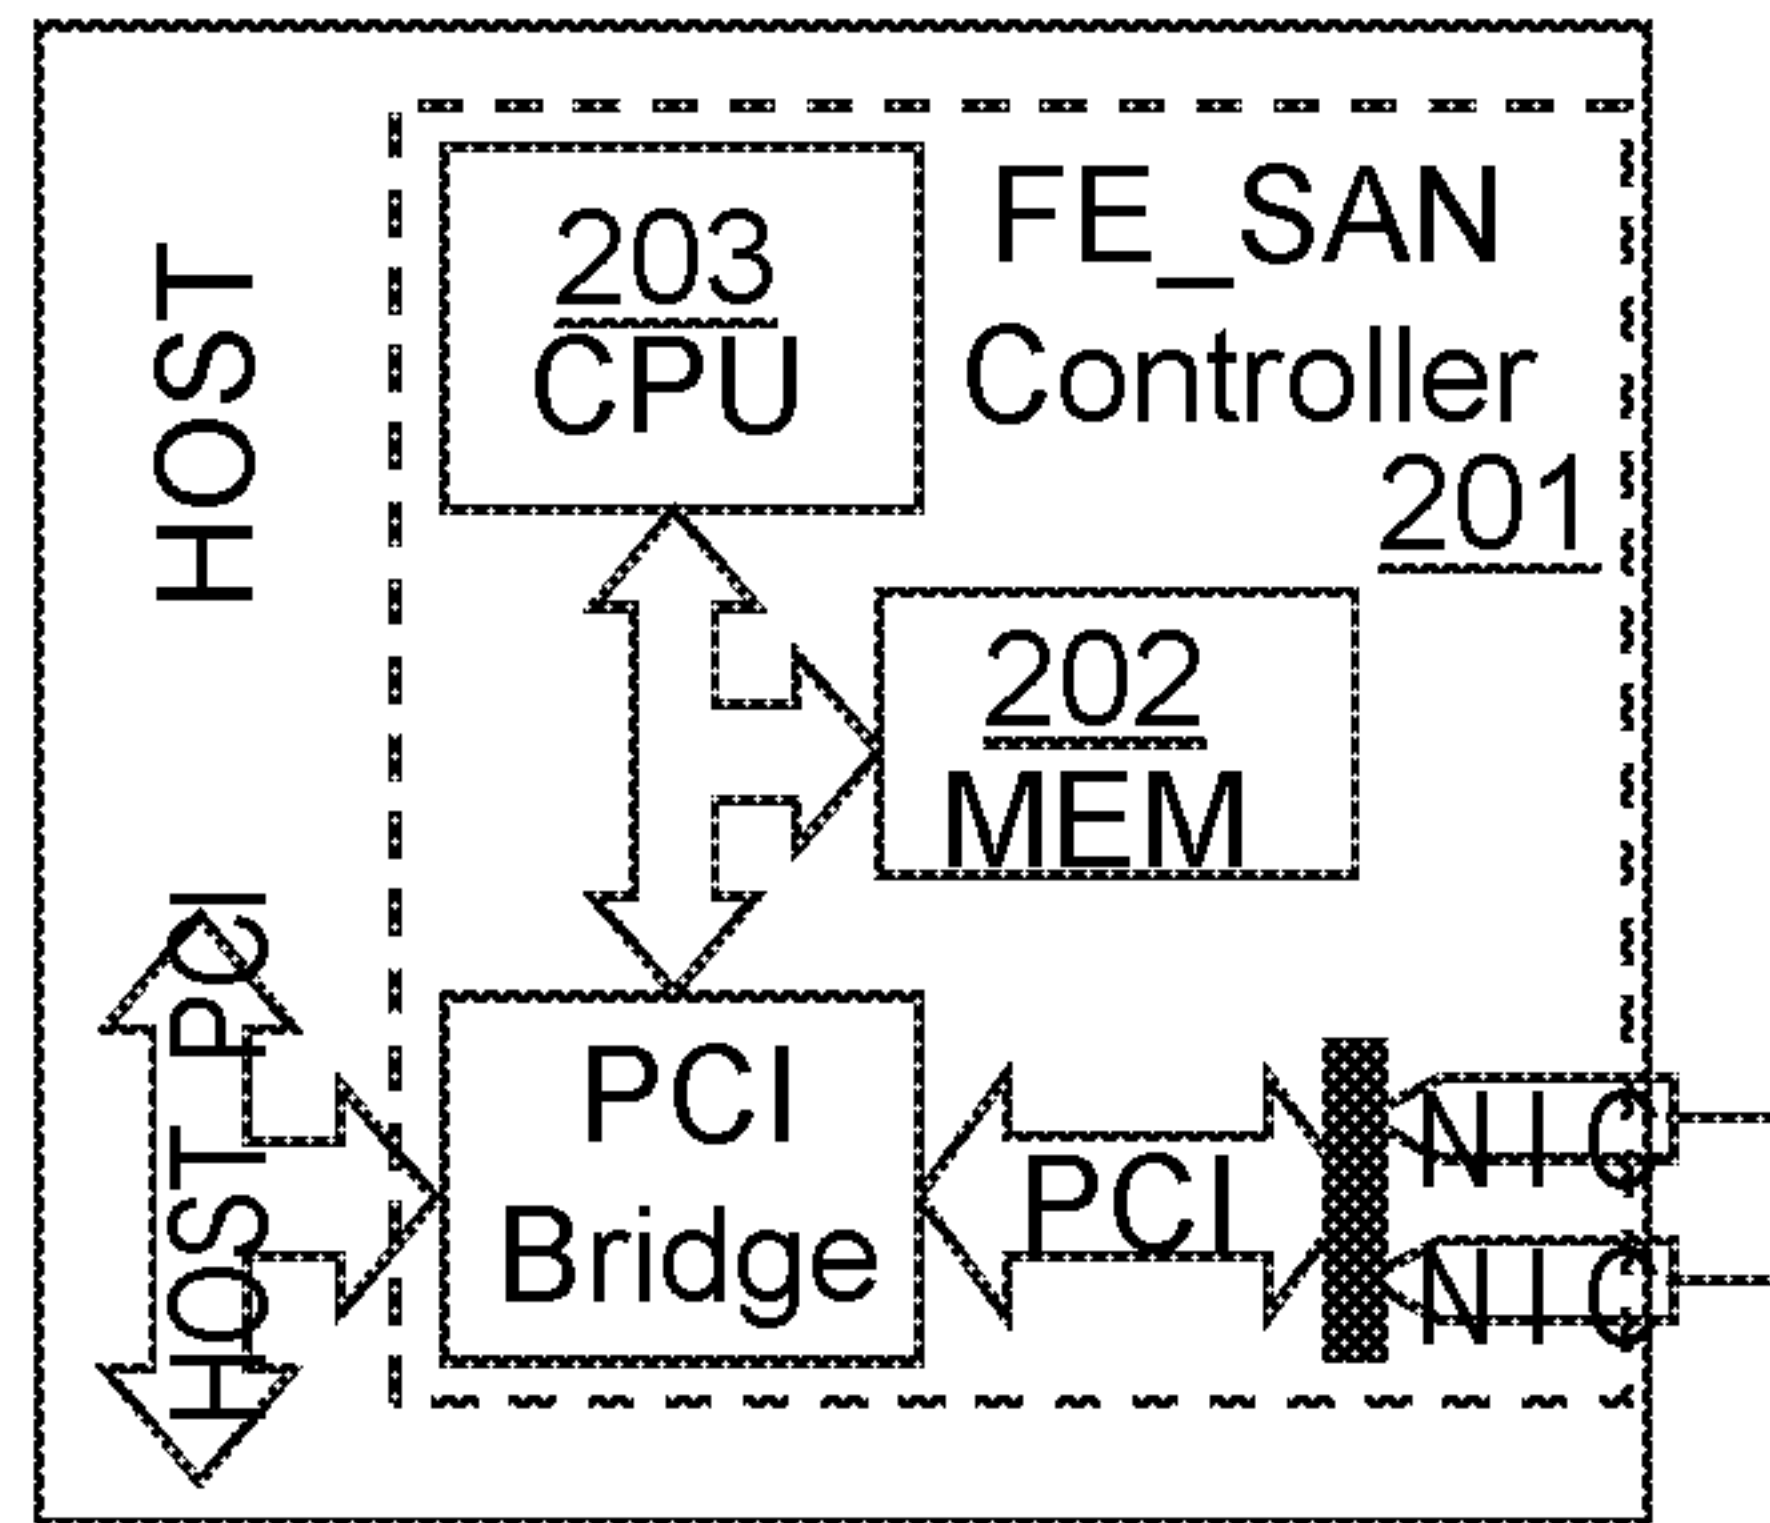 HOST
203
CPU
FE_SAN
Controller
201
202
MEM
HOST PCI
PCI
Bridge
PCI
NIC
NIC